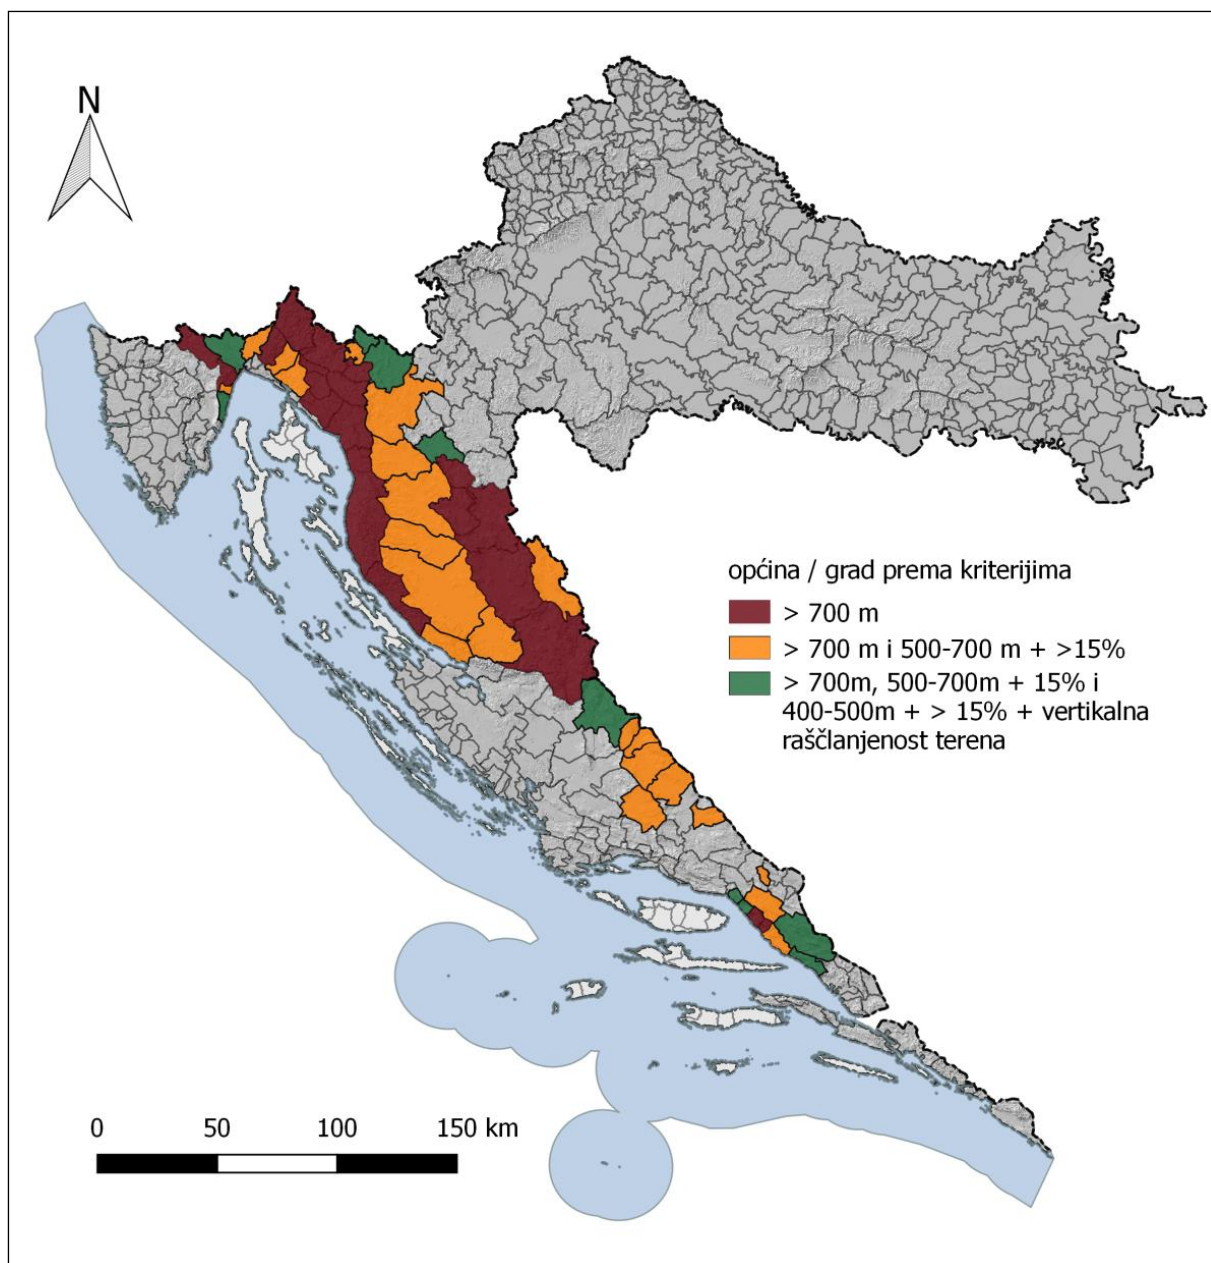 N
općina / grad prema kriterijima
> 700 m
> 700 m i 500-700 m + >15%
> 700m, 500-700m + 15% i
400-500m + > 15% + vertikalna
raščlanjenost terena
0 50 100 150 km